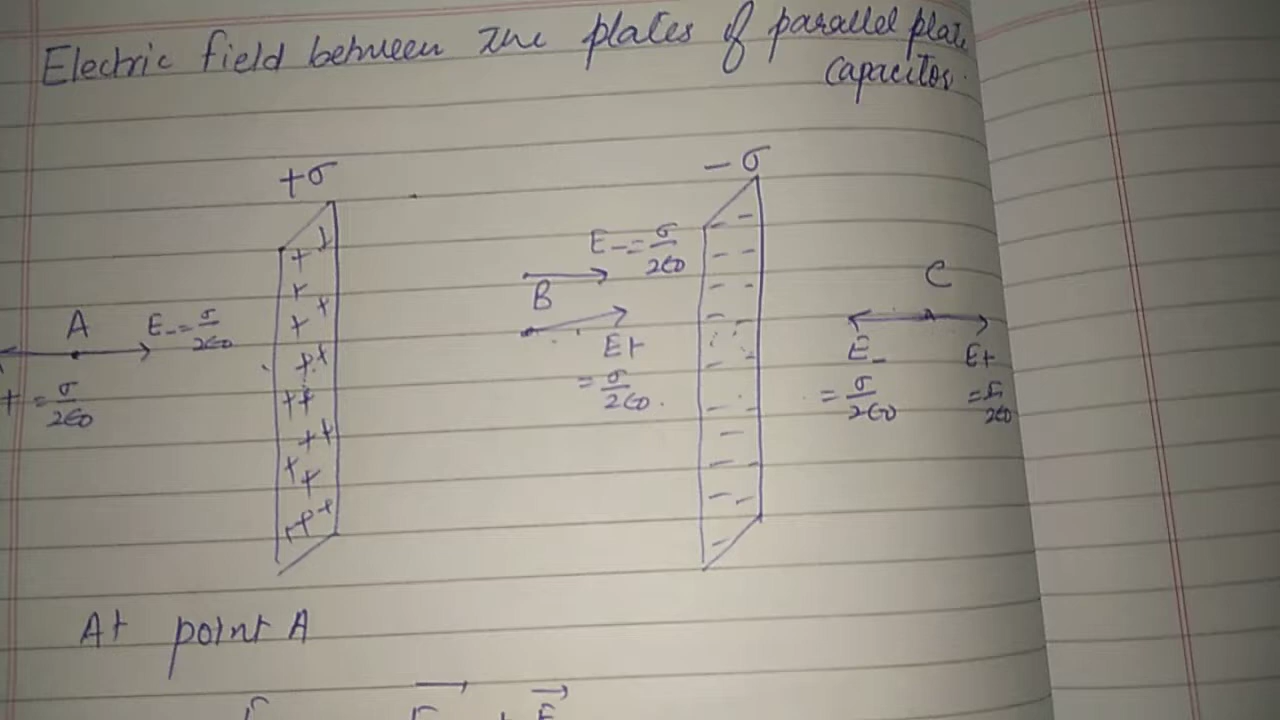 Electric field between the plates of parallel plate
capacitor.
+σ
-σ
E- = σ/2ϵ0
B
E+
= σ/2ϵ0.
A
E- = σ/2ϵ0
+ = σ/2ϵ0
C
E-
= σ/2ϵ0
E+
= σ/2ϵ0
At point A